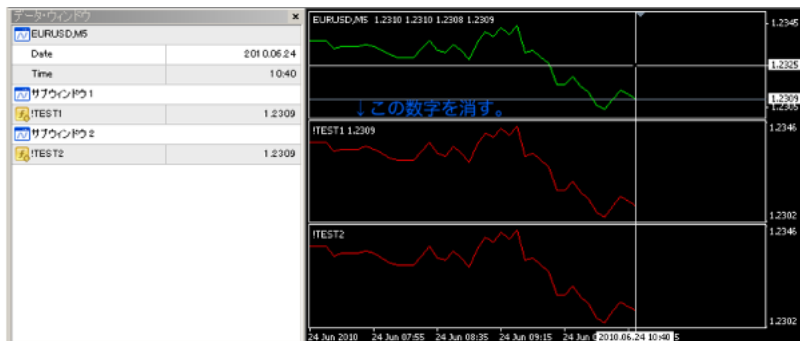 データ・ウィンドウ
EURUSD,M5
Date 2010.06.24
Time 10:40
サブウィンドウ1
!TEST1 1.2309
サブウィンドウ2
!TEST2 1.2309
EURUSD,M5 1.2310 1.2310 1.2308 1.2309
1.2345
1.2325
1.2309
1.2309
↓この数字を消す。
!TEST1 1.2309
1.2346
1.2302
!TEST2
1.2346
1.2302
24 Jun 2010 24 Jun 07:55 24 Jun 08:35 24 Jun 09:15 24 Jun 2010.06.24 10:40